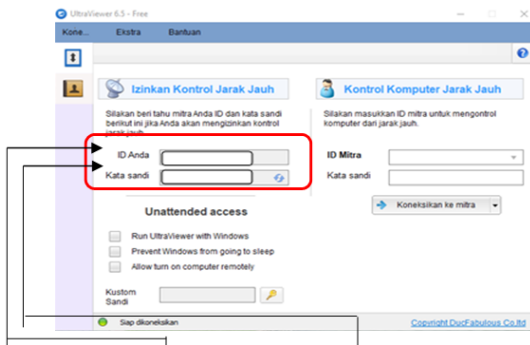 UltraViewer 6.5 - Free
Kone... Ekstra Bantuan
Izinkan Kontrol Jarak Jauh
Silakan beri tahu mitra Anda ID dan kata sandi
berikut ini jika Anda akan mengizinkan kontrol
jarak jauh
ID Anda
Kata sandi
Unattended access
Run UltraViewer with Windows
Prevent Windows from going to sleep
Allow turn on computer remotely
Kustom
Sandi
Kontrol Komputer Jarak Jauh
Silakan masukkan ID mitra untuk mengontrol
komputer dari jarak jauh.
ID Mitra
Kata sandi
Koneksikan ke mitra
Siap dikoneksikan
Copyright DucFabulous Co.ltd